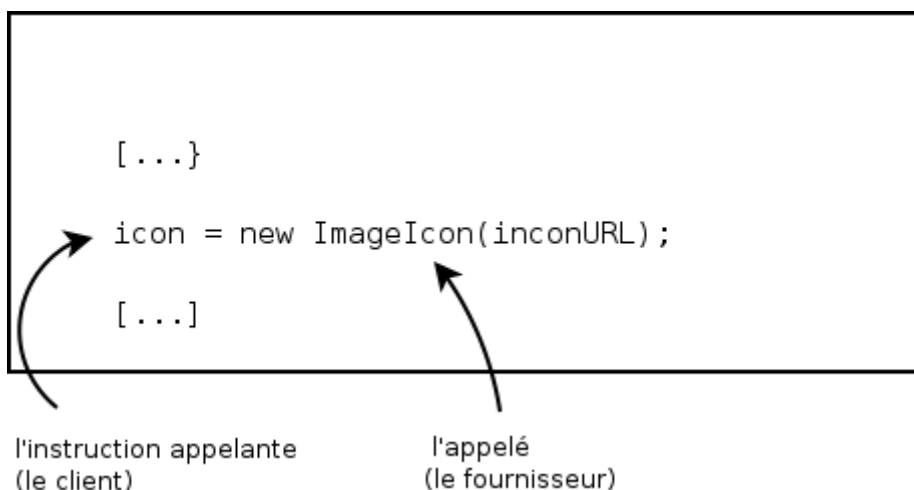 [...}
icon = new ImageIcon(inconURL);
[...]
l'instruction appelante
(le client)
l'appelé
(le fournisseur)